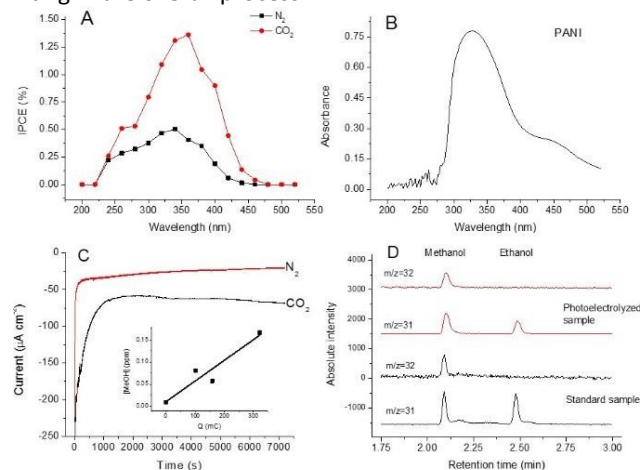 A
N₂
CO₂
IPCE (%)
1.50
1.25
1.00
0.75
0.50
0.25
0.00
200 250 300 350 400 450 500 550
Wavelength (nm)
B
PANI
Absorbance
0.75
0.60
0.45
0.30
0.15
0.00
200 250 300 350 400 450 500 550
Wavelength (nm)
C
N₂
CO₂
Current (µA cm⁻²)
0
-50
-100
-150
-200
-250
0 1000 2000 3000 4000 5000 6000 7000
Time (s)
[MeOH] (ppm)
0.15
0.10
0.05
0.00
0 100 200 300
Q (mC)
D
Methanol Ethanol
m/z=32
Photoelectrolyzed
sample
m/z=31
m/z=32
Standard sample
m/z=31
Absolute intensity
4000
3000
2000
1000
0
-1000
2.00 2.25 2.50 2.75 3.00
Retention time (min)